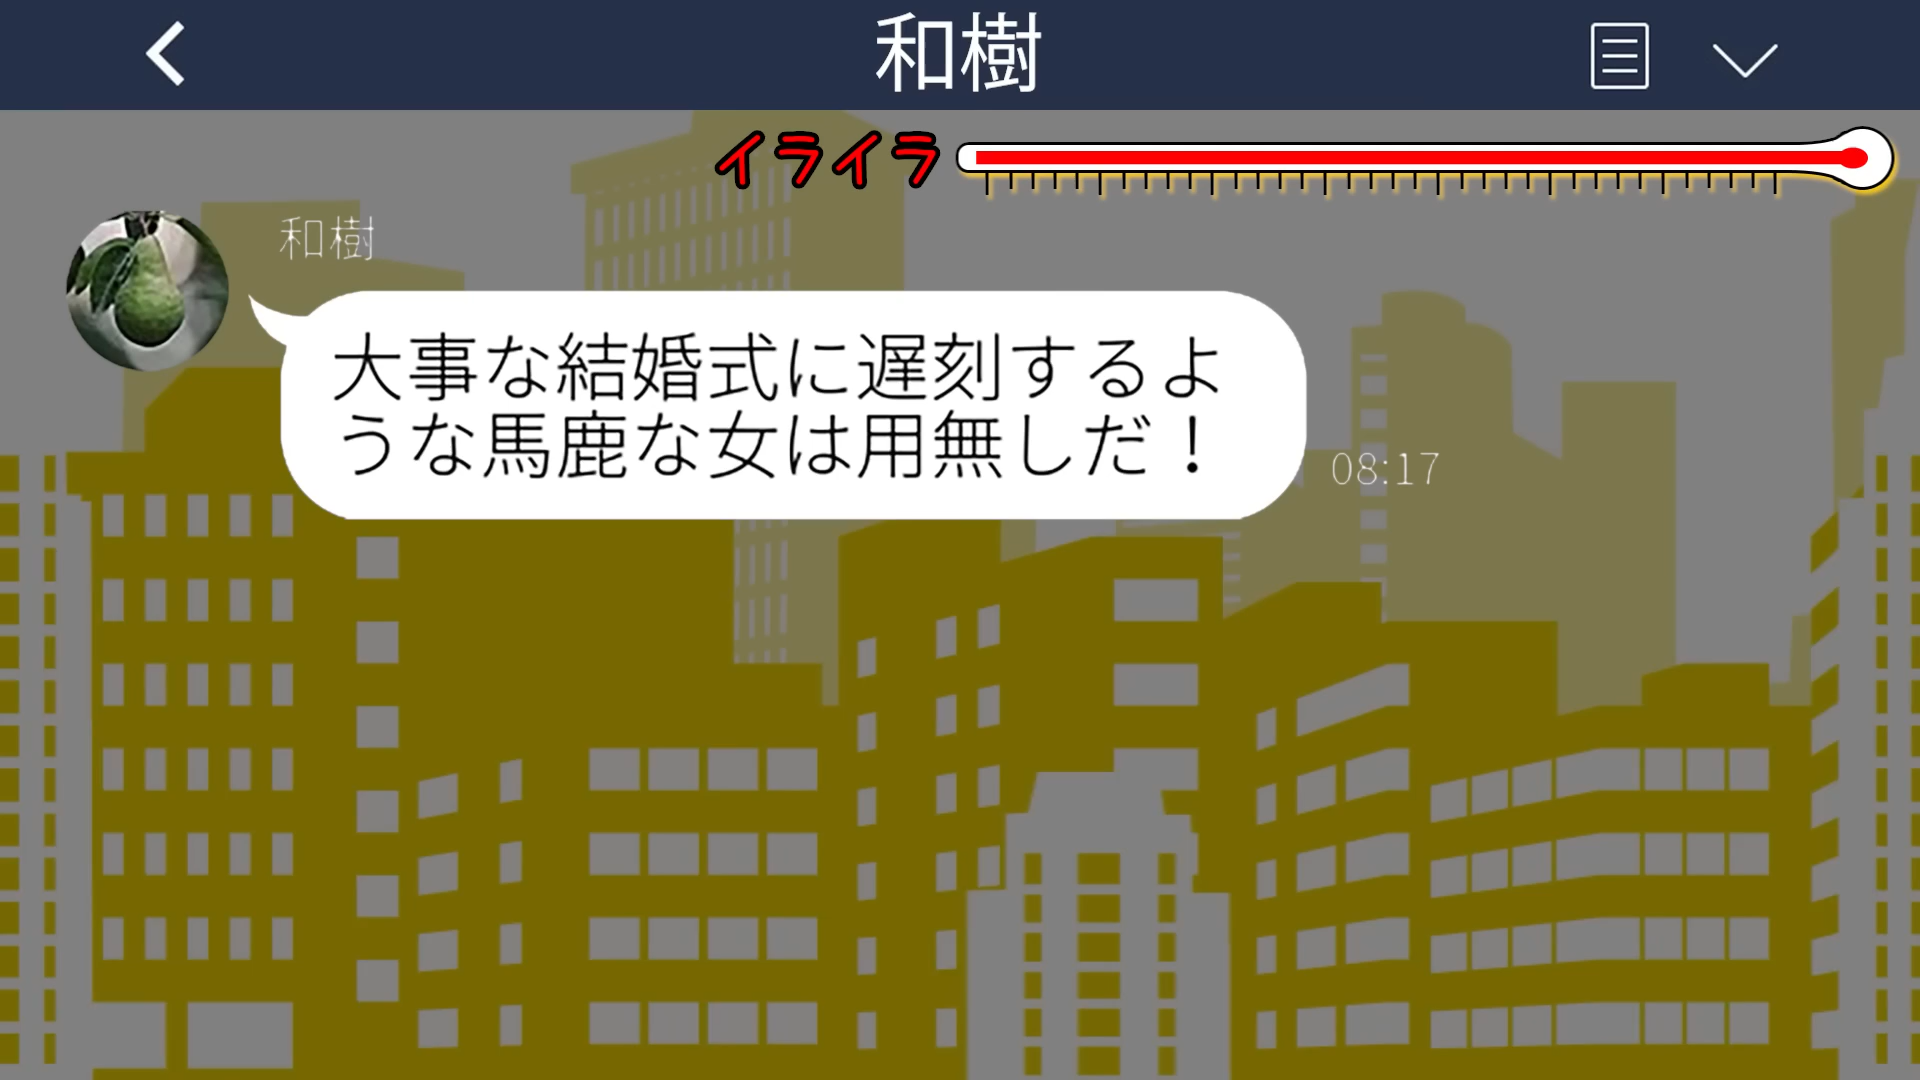 和樹
イライラ
和樹
大事な結婚式に遅刻するよ
うな馬鹿な女は用無しだ！
08:17